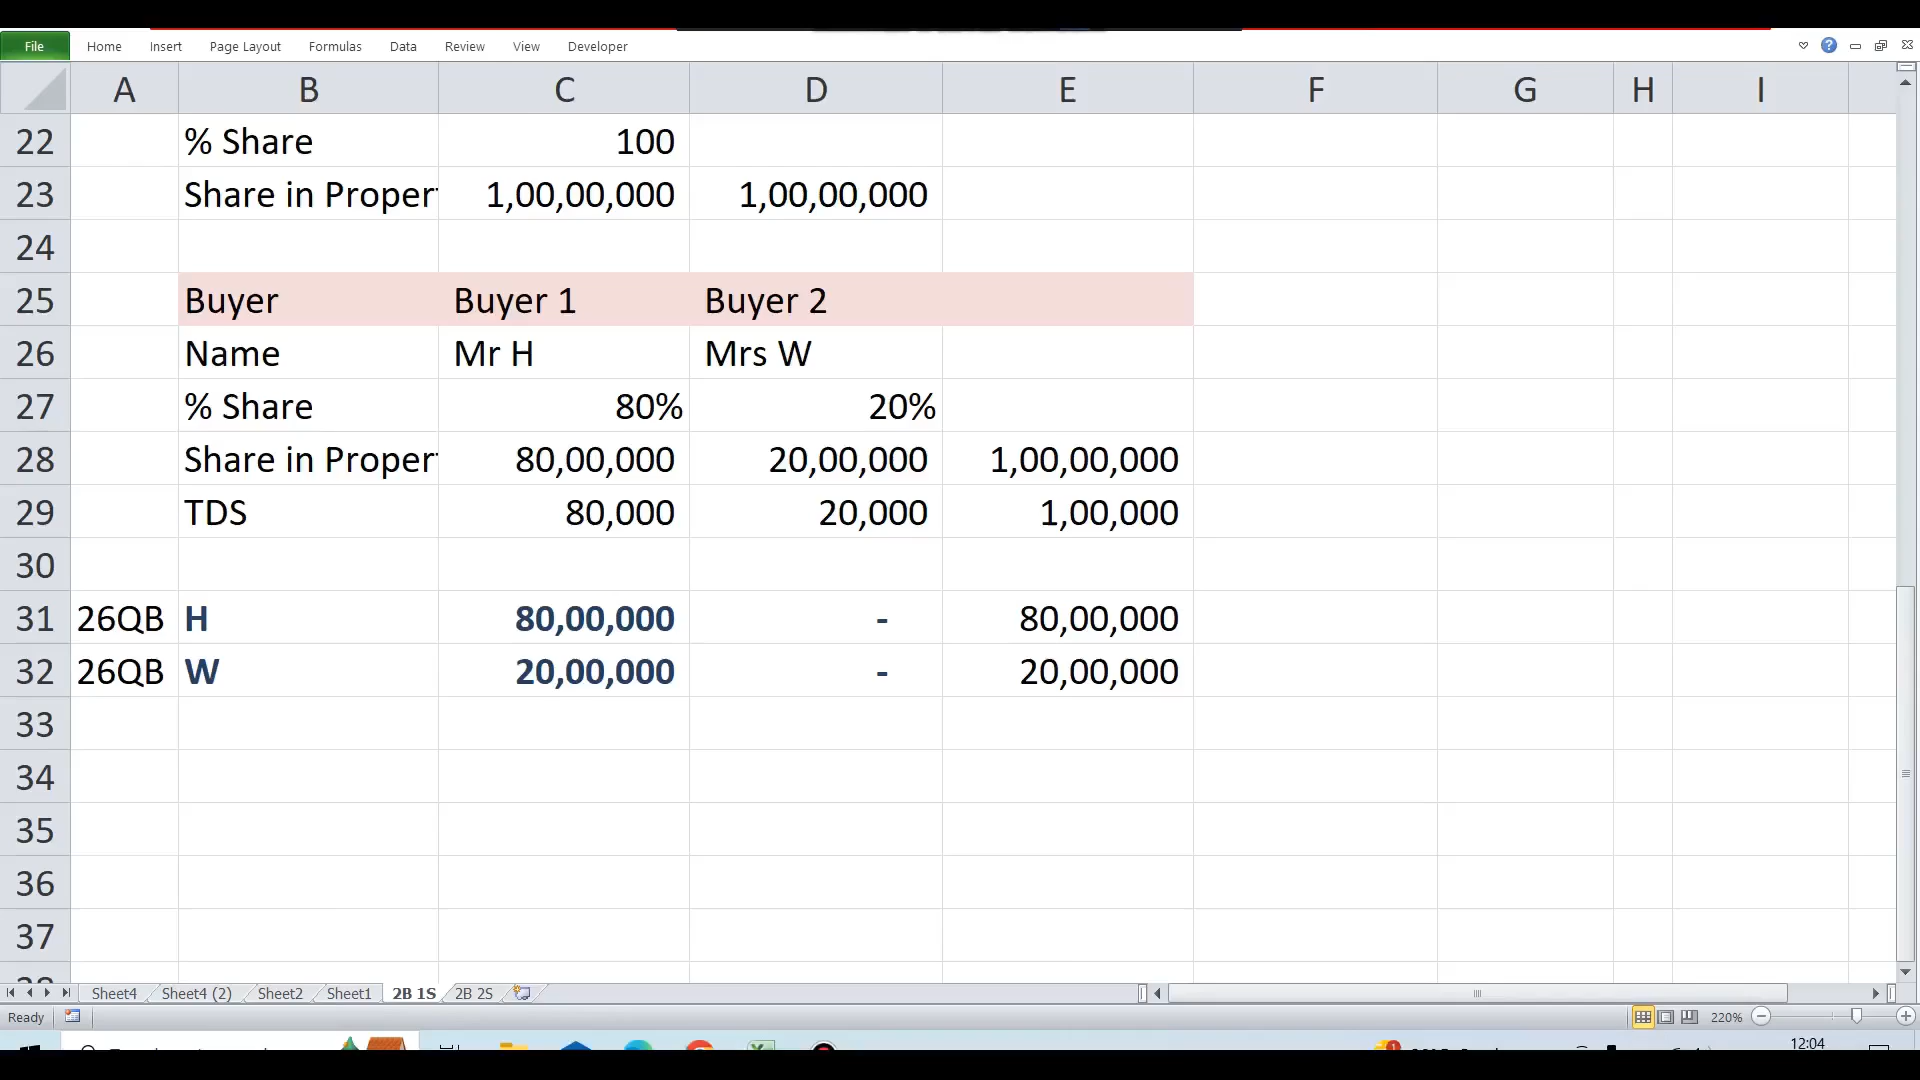 File Home Insert Page Layout Formulas Data Review View Developer
A B C D E F G H I
22 % Share 100
23 Share in Proper 1,00,00,000 1,00,00,000
24
25 Buyer Buyer 1 Buyer 2
26 Name Mr H Mrs W
27 % Share 80% 20%
28 Share in Proper 80,00,000 20,00,000 1,00,00,000
29 TDS 80,000 20,000 1,00,000
30
31 26QB H 80,00,000 - 80,00,000
32 26QB W 20,00,000 - 20,00,000
33
34
35
36
37
Sheet4 Sheet4 (2) Sheet2 Sheet1 2B 1S 2B 2S
Ready 220%
12:04